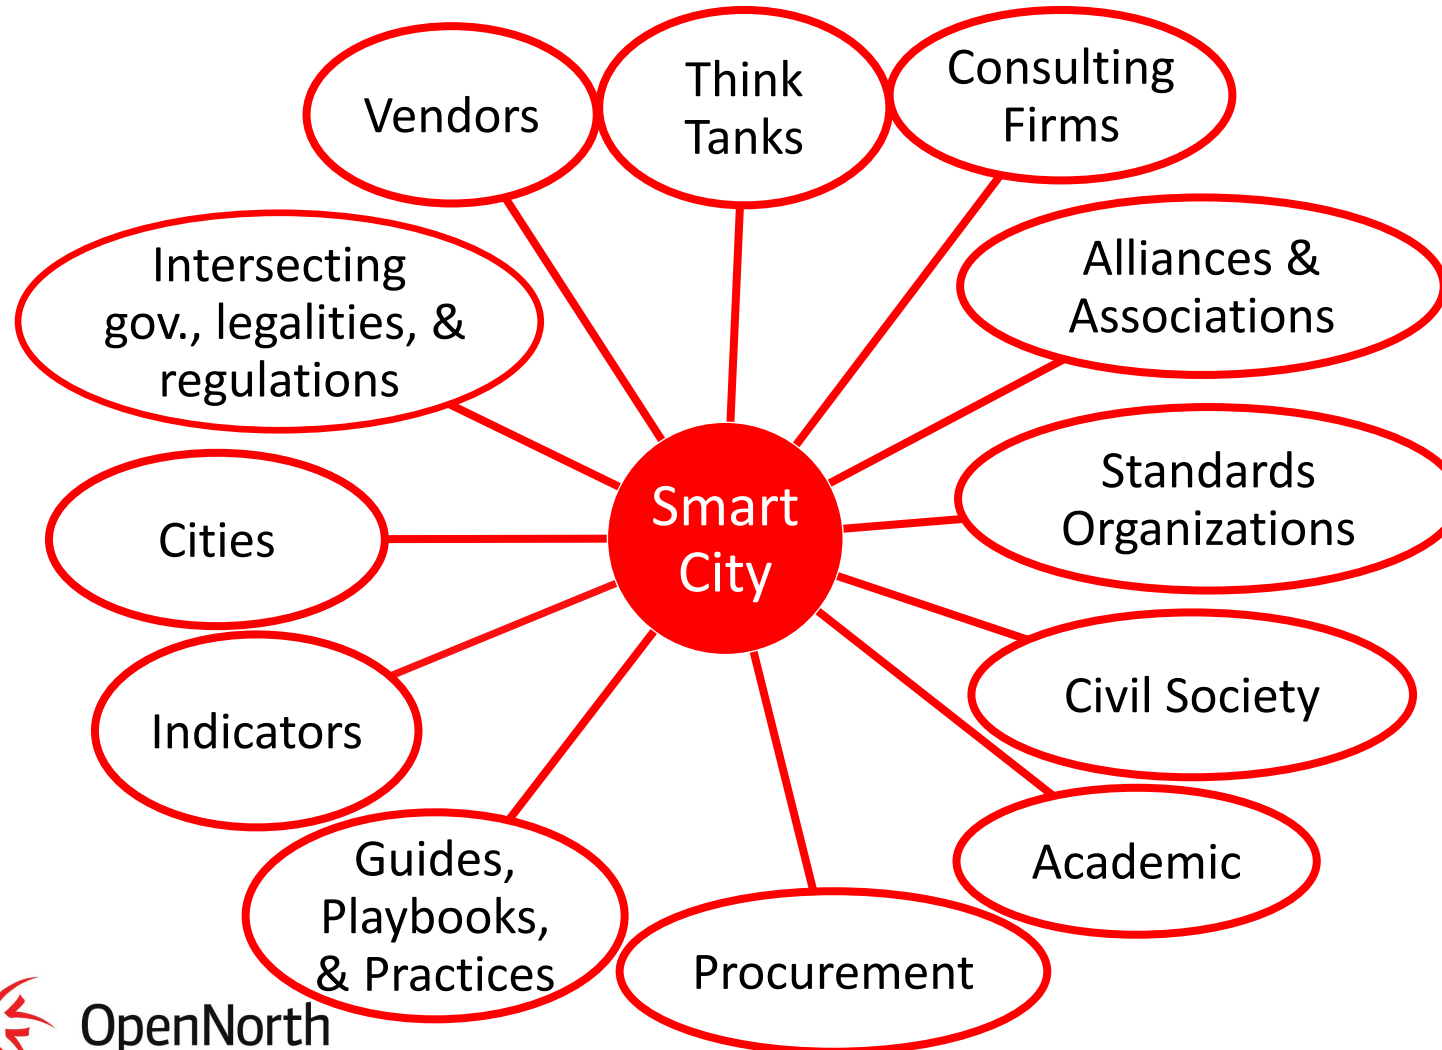 Vendors
Think
Tanks
Consulting
Firms
Alliances &
Associations
Standards
Organizations
Civil Society
Academic
Procurement
Guides,
Playbooks,
& Practices
Indicators
Cities
Intersecting
gov., legalities, &
regulations
Smart
City
OpenNorth